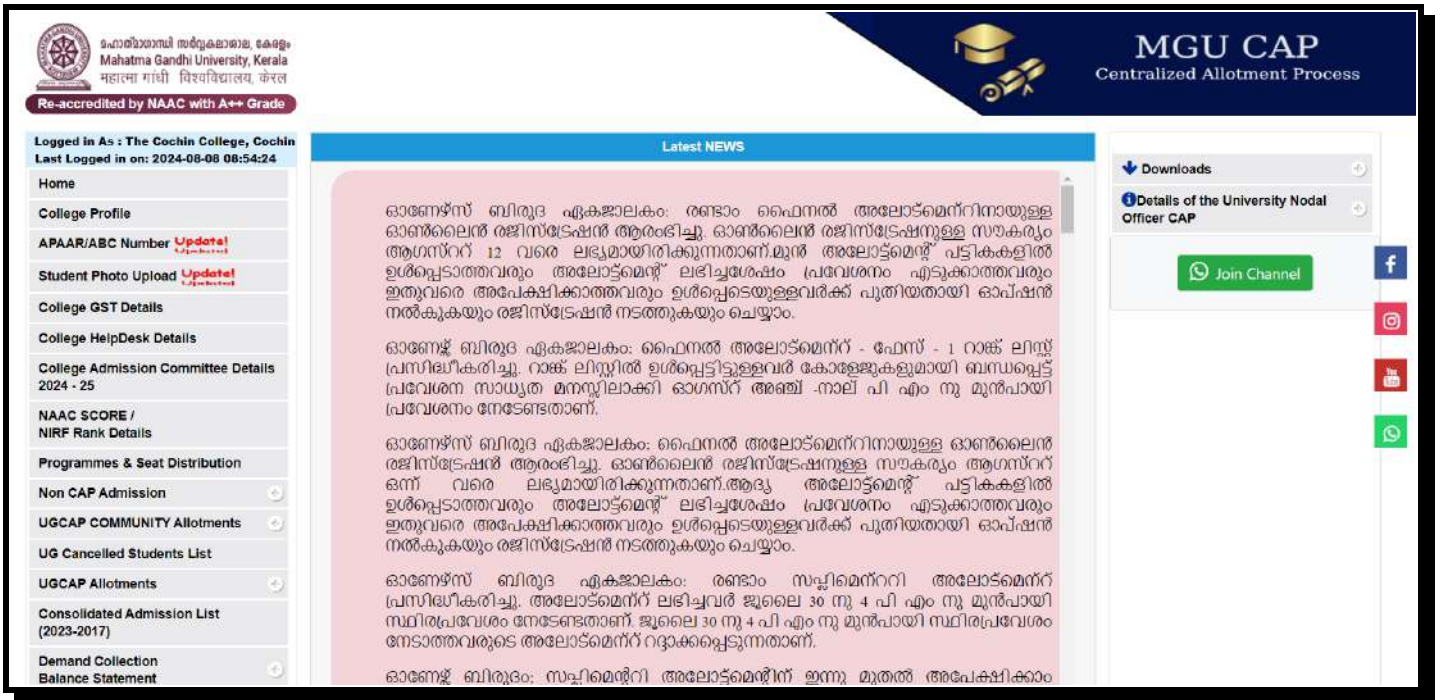 മഹാത്മാഗാന്ധി സർവ്വകലാശാല, കേരള
Mahatma Gandhi University, Kerala
महात्मा गांधी विश्वविद्यालय, केरल
Re-accredited by NAAC with A++ Grade
MGU CAP
Centralized Allotment Process
Logged in As : The Cochin College, Cochin
Last Logged in on: 2024-08-08 08:54:24
Home
College Profile
APAAR/ABC Number Update!
Student Photo Upload Update!
College GST Details
College HelpDesk Details
College Admission Committee Details
2024 - 25
NAAC SCORE /
NIRF Rank Details
Programmes & Seat Distribution
Non CAP Admission
UGCAP COMMUNITY Allotments
UG Cancelled Students List
UGCAP Allotments
Consolidated Admission List
(2023-2017)
Demand Collection
Balance Statement
Latest NEWS
ഓണേഴ്സ് ബിരുദ ഏകജാലകം: രണ്ടാം ഫൈനൽ അലോട്മെന്റിനായുള്ള
ഓൺലൈൻ രജിസ്ട്രേഷൻ ആരംഭിച്ചു. ഓൺലൈൻ രജിസ്ട്രേഷനുള്ള സൗകര്യം
ആഗസ്ററ് 12 വരെ ലഭ്യമായിരിക്കുന്നതാണ്.മുൻ അലോട്ട്മെന്റ് പട്ടികകളിൽ
ഉൾപ്പെടാത്തവരും അലോട്മെന്റ് ലഭിച്ചശേഷം പ്രവേശനം എടുക്കാത്തവരും
ഇതുവരെ അപേക്ഷിക്കാത്തവരും ഉൾപ്പെടെയുള്ളവർക്ക് പുതിയതായി ഓപ്ഷൻ
നൽകുകയും രജിസ്ട്രേഷൻ നടത്തുകയും ചെയ്യാം.
ഓണേഴ്സ് ബിരുദ ഏകജാലകം: ഫൈനൽ അലോട്മെന്റ് - ഫേസ് - 1 റാങ്ക് ലിസ്റ്റ്
പ്രസിദ്ധീകരിച്ചു. റാങ്ക് ലിസ്റ്റിൽ ഉൾപ്പെട്ടിട്ടുള്ളവർ കോളേജുകളുമായി ബന്ധപ്പെട്ട്
പ്രവേശന സാധ്യത മനസ്സിലാക്കി ഓഗസ്റ് അഞ്ച് -നാല് പി എം നു മുൻപായി
പ്രവേശനം നേടേണ്ടതാണ്.
ഓണേഴ്സ് ബിരുദ ഏകജാലകം: ഫൈനൽ അലോട്മെന്റിനായുള്ള ഓൺലൈൻ
രജിസ്ട്രേഷൻ ആരംഭിച്ചു. ഓൺലൈൻ രജിസ്ട്രേഷനുള്ള സൗകര്യം ആഗസ്ററ്
ഒന്ന് വരെ ലഭ്യമായിരിക്കുന്നതാണ്.ആദ്യ അലോട്ട്മെന്റ് പട്ടികകളിൽ
ഉൾപ്പെടാത്തവരും അലോട്മെന്റ് ലഭിച്ചശേഷം പ്രവേശനം എടുക്കാത്തവരും
ഇതുവരെ അപേക്ഷിക്കാത്തവരും ഉൾപ്പെടെയുള്ളവർക്ക് പുതിയതായി ഓപ്ഷൻ
നൽകുകയും രജിസ്ട്രേഷൻ നടത്തുകയും ചെയ്യാം.
ഓണേഴ്സ് ബിരുദ ഏകജാലകം: രണ്ടാം സപ്ലിമെന്ററി അലോട്മെന്റ്
പ്രസിദ്ധീകരിച്ചു. അലോട്മെന്റ് ലഭിച്ചവർ ജൂലൈ 30 നു 4 പി എം നു മുൻപായി
സ്ഥിരപ്രവേശം നേടേണ്ടതാണ്. ജൂലൈ 30 നു 4 പി എം നു മുൻപായി സ്ഥിരപ്രവേശം
നേടാത്തവരുടെ അലോട്മെന്റ് റദ്ദാക്കപ്പെടുന്നതാണ്.
ഓണേഴ്സ് ബിരുദം: സപ്ലിമെന്ററി അലോട്ട്മെന്റിന് ഇന്നു മുതൽ അപേക്ഷിക്കാം
Downloads
Details of the University Nodal
Officer CAP
Join Channel